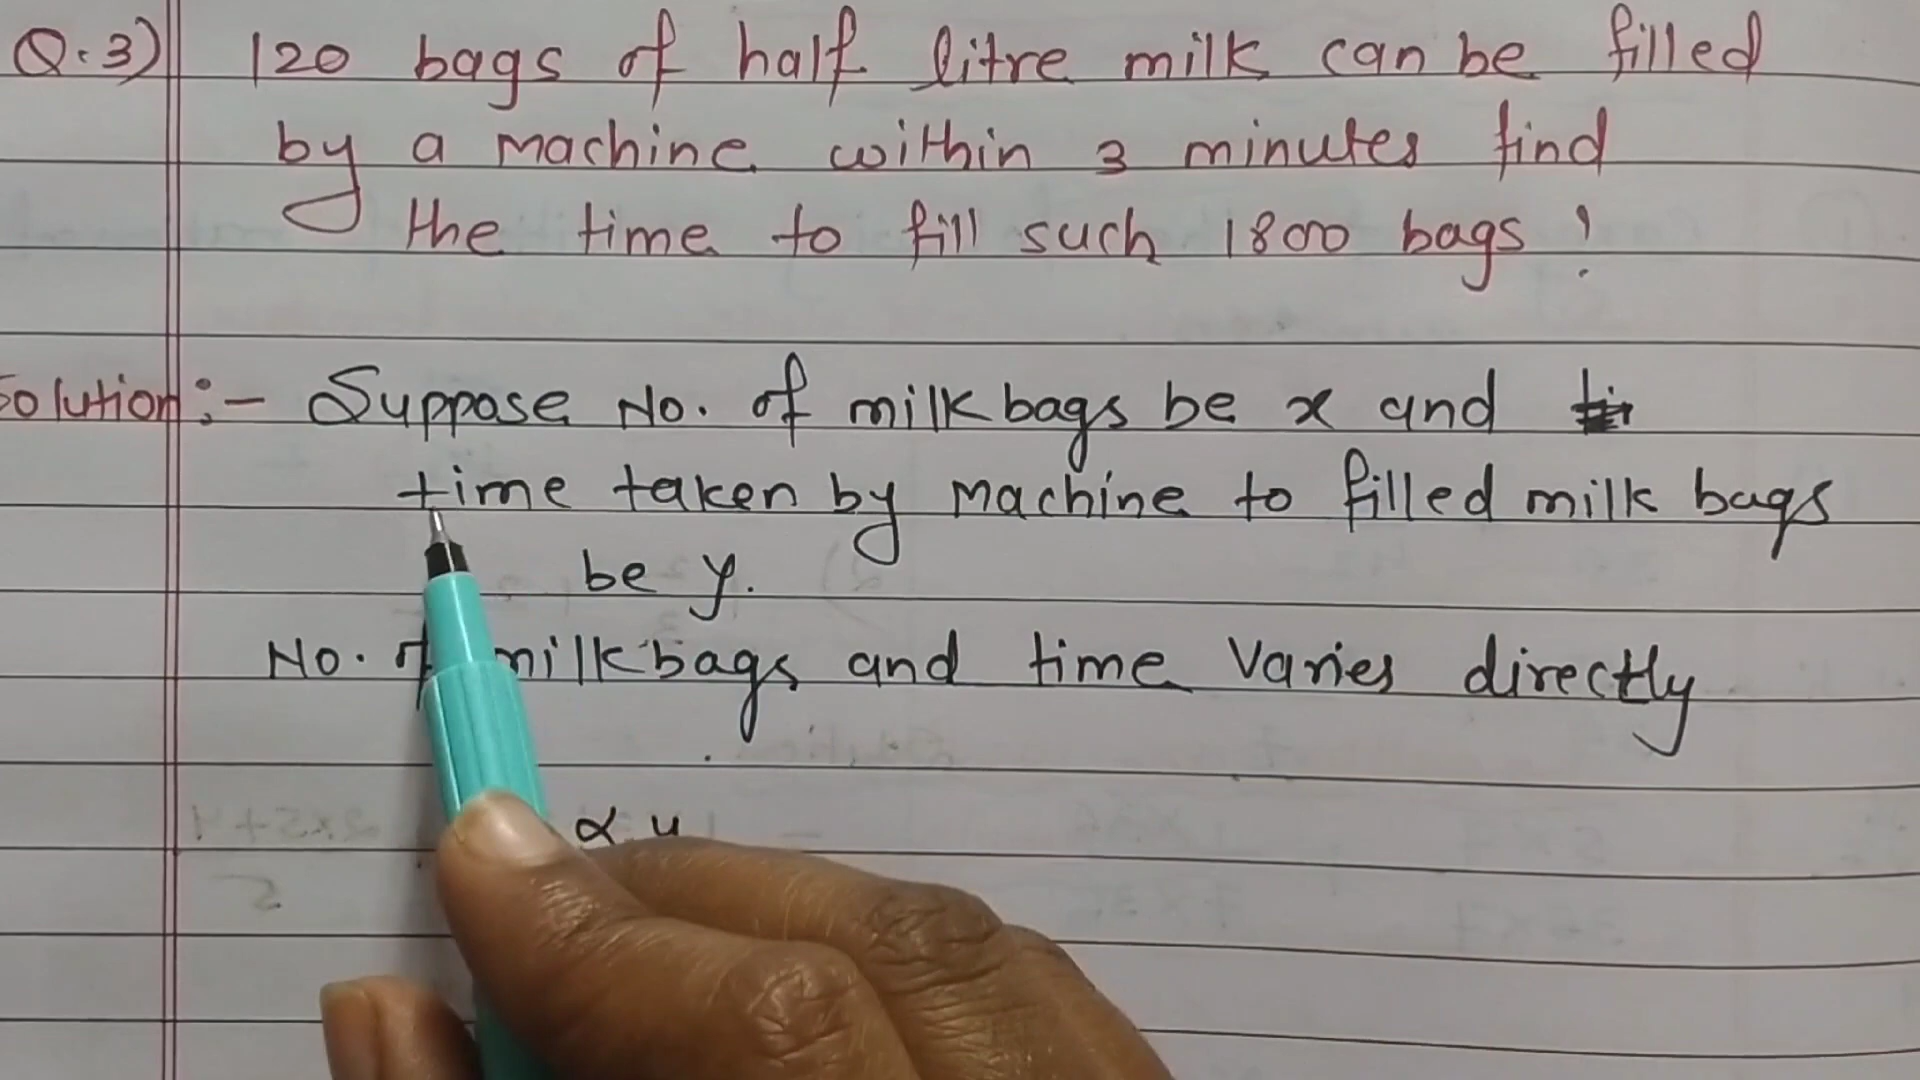 Q.3) 120 bags of half litre milk can be filled
by a machine within 3 minutes find
the time to fill such 1800 bags ?
Solution :- Suppose No. of milk bags be x and
time taken by machine to filled milk bags
be y.
No. of milk bags and time varies directly
∝ y